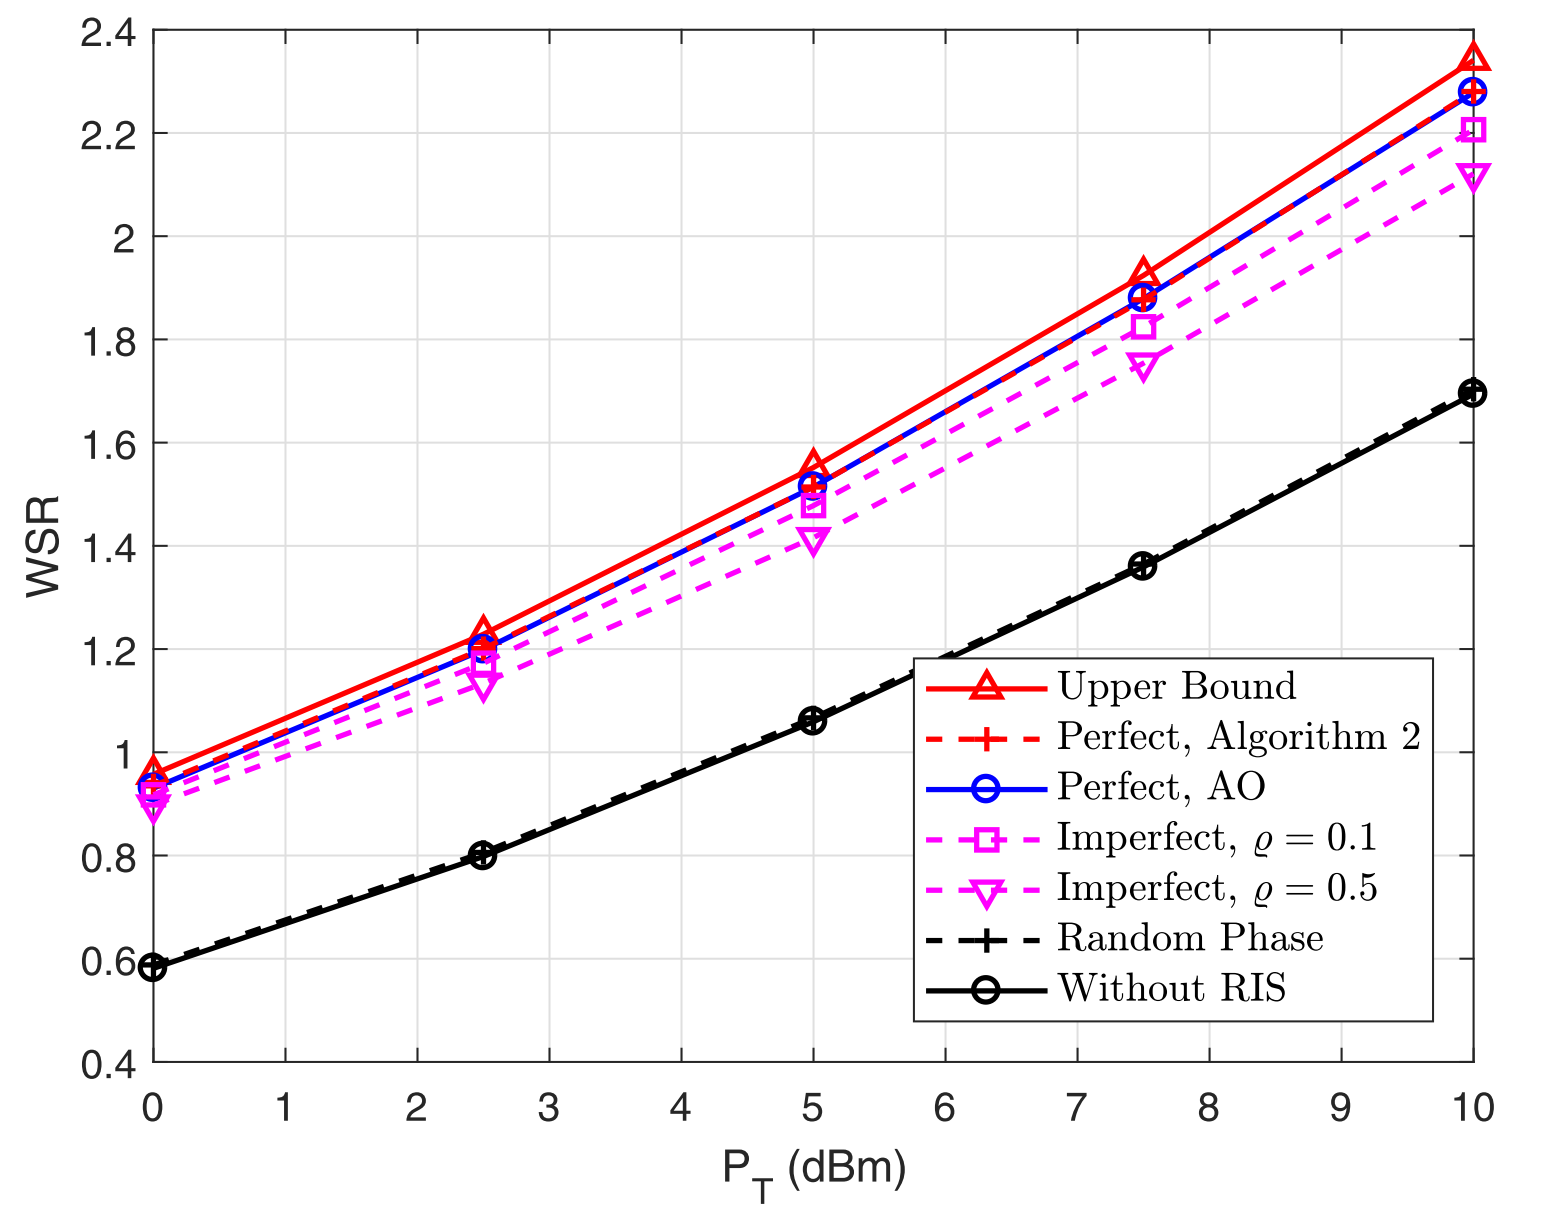 2.4
2.2
2
1.8
1.6
1.4
1.2
1
0.8
0.6
0.4
WSR
0 1 2 3 4 5 6 7 8 9 10
P_T (dBm)
Upper Bound
Perfect, Algorithm 2
Perfect, AO
Imperfect, ϱ = 0.1
Imperfect, ϱ = 0.5
Random Phase
Without RIS